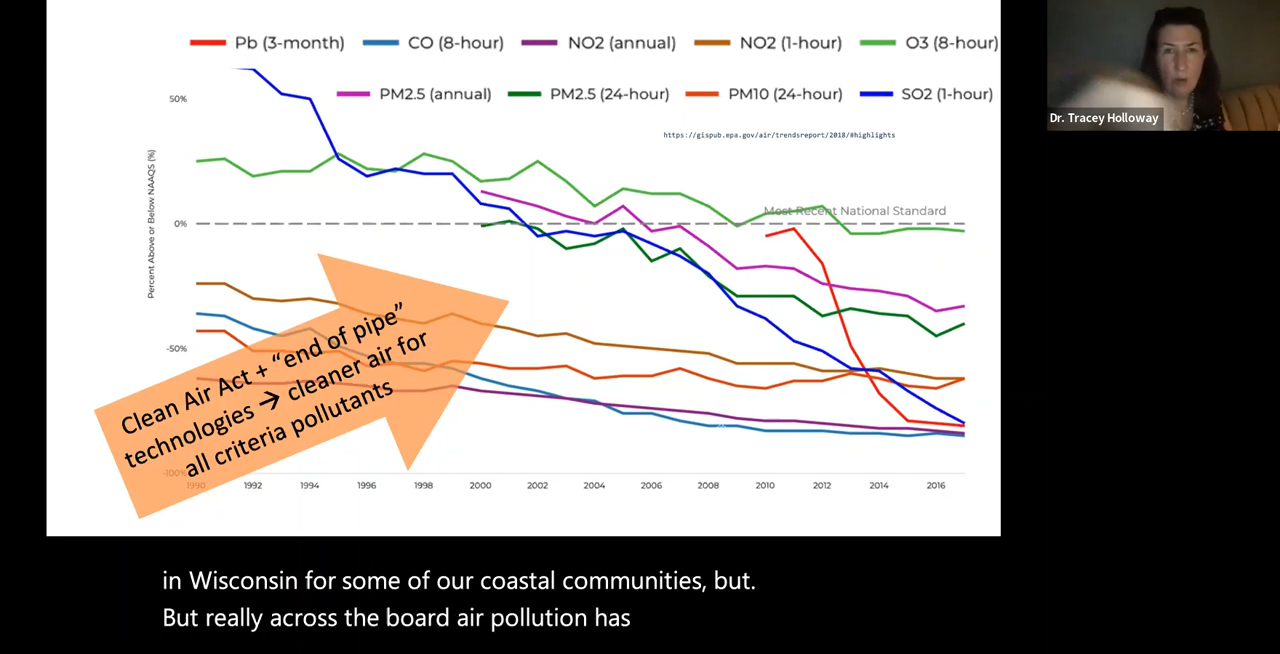 Pb (3-month) CO (8-hour) NO2 (annual) NO2 (1-hour) O3 (8-hour)
PM2.5 (annual) PM2.5 (24-hour) PM10 (24-hour) SO2 (1-hour)
Dr. Tracey Holloway
https://gispub.epa.gov/air/trendsreport/2018/#highlights
Percent Above or Below NAAQS (%)
50%
0%
-50%
-100%
Most Recent National Standard
Clean Air Act + “end of pipe”
technologies → cleaner air for
all criteria pollutants
1990 1992 1994 1996 1998 2000 2002 2004 2006 2008 2010 2012 2014 2016
in Wisconsin for some of our coastal communities, but.
But really across the board air pollution has